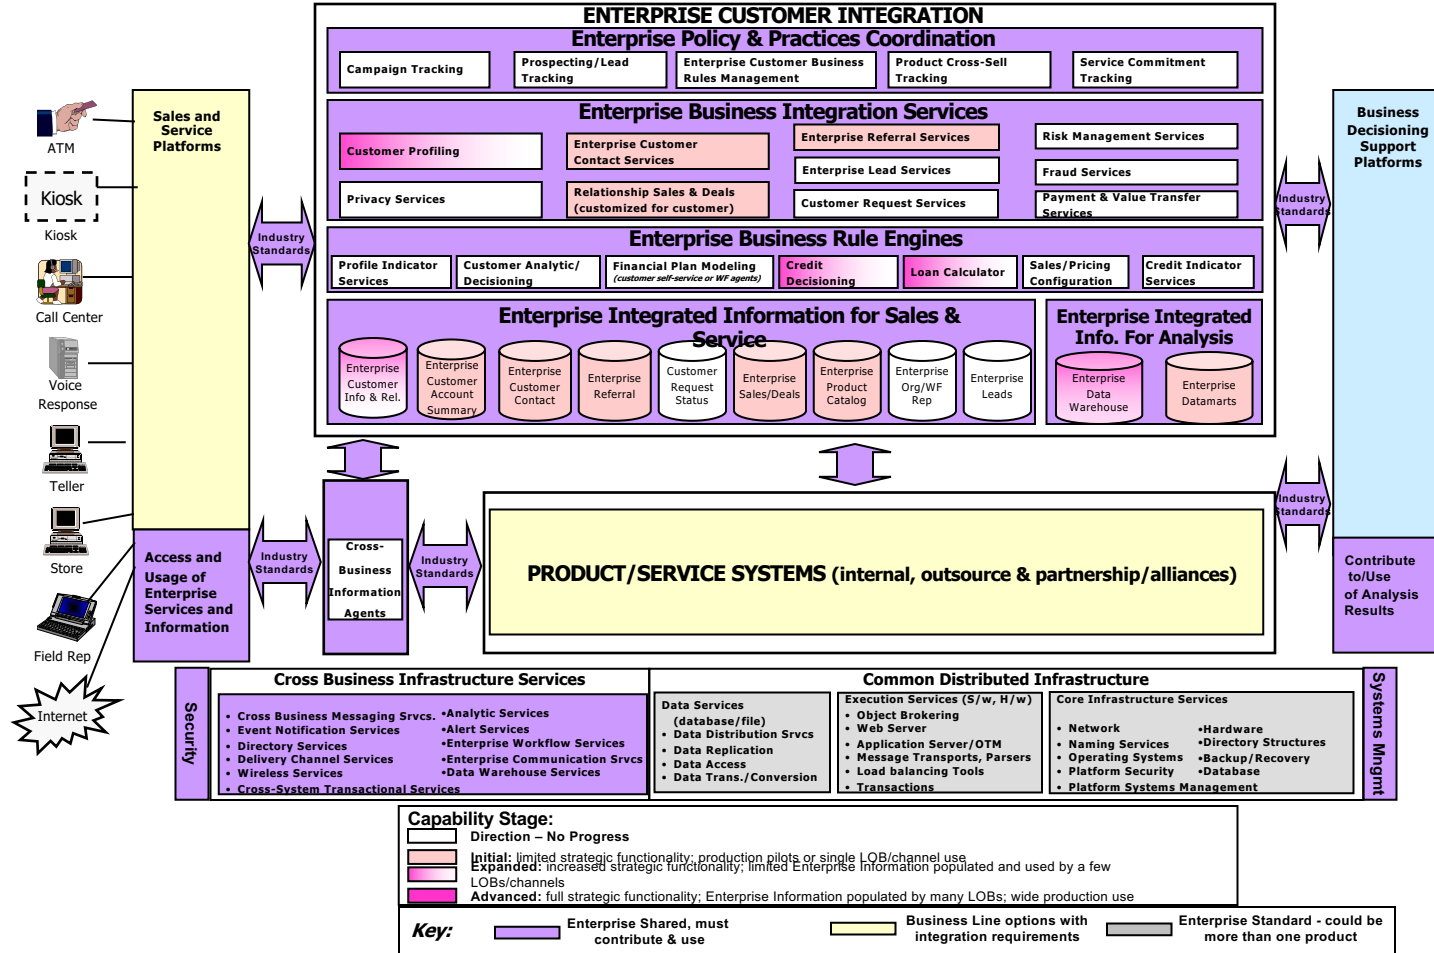 ENTERPRISE CUSTOMER INTEGRATION
Enterprise Policy & Practices Coordination
Campaign Tracking
Prospecting/Lead
Tracking
Enterprise Customer Business
Rules Management
Product Cross-Sell
Tracking
Service Commitment
Tracking
Enterprise Business Integration Services
Customer Profiling
Enterprise Customer
Contact Services
Enterprise Referral Services
Risk Management Services
Enterprise Lead Services
Fraud Services
Privacy Services
Relationship Sales & Deals
(customized for customer)
Customer Request Services
Payment & Value Transfer
Services
Enterprise Business Rule Engines
Profile Indicator
Services
Customer Analytic/
Decisioning
Financial Plan Modeling
(customer self-service or WF agents)
Credit
Decisioning
Loan Calculator
Sales/Pricing
Configuration
Credit Indicator
Services
Enterprise Integrated Information for Sales &
Service
Enterprise
Customer
Info & Rel.
Enterprise
Customer
Account
Summary
Enterprise
Customer
Contact
Enterprise
Referral
Customer
Request
Status
Enterprise
Sales/Deals
Enterprise
Product
Catalog
Enterprise
Org/WF
Rep
Enterprise
Leads
Enterprise Integrated
Info. For Analysis
Enterprise
Data
Warehouse
Enterprise
Datamarts
ATM
Kiosk
Kiosk
Call Center
Voice
Response
Teller
Store
Field Rep
Internet
Sales and
Service
Platforms
Access and
Usage of
Enterprise
Services and
Information
Industry
Standards
Industry
Standards
Cross-
Business
Information
Agents
Industry
Standards
PRODUCT/SERVICE SYSTEMS (internal, outsource & partnership/alliances)
Industry
Standards
Industry
Standards
Business
Decisioning
Support
Platforms
Contribute
to/Use
of Analysis
Results
Security
Cross Business Infrastructure Services
• Cross Business Messaging Srvcs.
• Event Notification Services
• Directory Services
• Delivery Channel Services
• Wireless Services
• Cross-System Transactional Services
•Analytic Services
•Alert Services
•Enterprise Workflow Services
•Enterprise Communication Srvcs
•Data Warehouse Services
Common Distributed Infrastructure
Data Services
(database/file)
• Data Distribution Srvcs
• Data Replication
• Data Access
• Data Trans./Conversion
Execution Services (S/w, H/w)
• Object Brokering
• Web Server
• Application Server/OTM
• Message Transports, Parsers
• Load balancing Tools
• Transactions
Core Infrastructure Services
• Network
• Naming Services
• Operating Systems
• Platform Security
• Platform Systems Management
•Hardware
•Directory Structures
•Backup/Recovery
•Database
Systems Mngmt
Capability Stage:
Direction – No Progress
Initial: limited strategic functionality; production pilots or single LOB/channel use
Expanded: increased strategic functionality; limited Enterprise Information populated and used by a few
LOBs/channels
Advanced: full strategic functionality; Enterprise Information populated by many LOBs; wide production use
Key:
Enterprise Shared, must
contribute & use
Business Line options with
integration requirements
Enterprise Standard - could be
more than one product